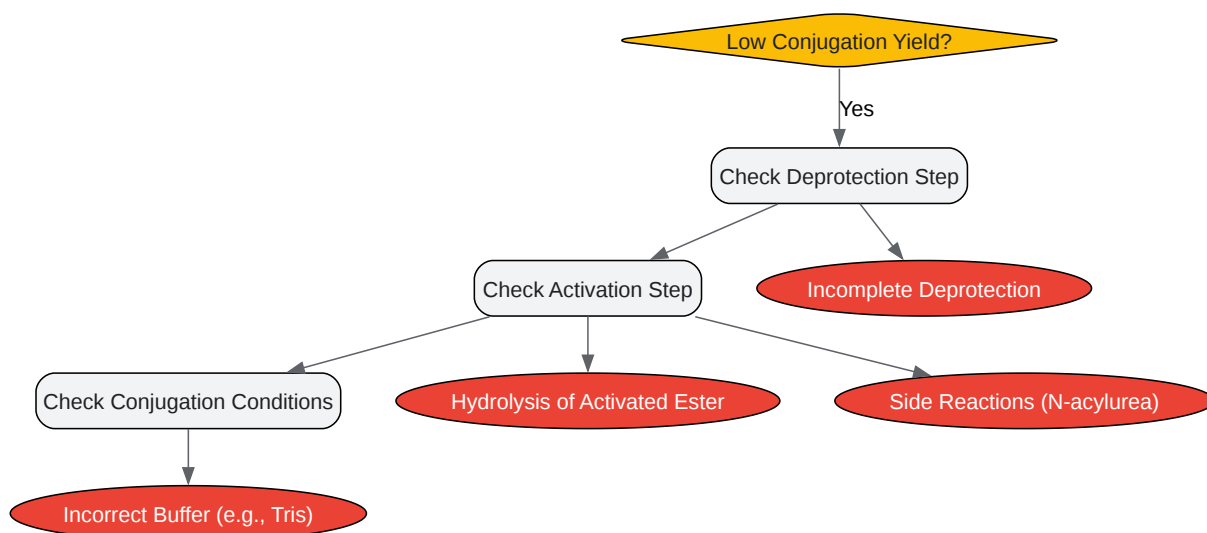 Low Conjugation Yield?
Yes
Check Deprotection Step
Check Activation Step
Incomplete Deprotection
Check Conjugation Conditions
Hydrolysis of Activated Ester
Side Reactions (N-acylurea)
Incorrect Buffer (e.g., Tris)